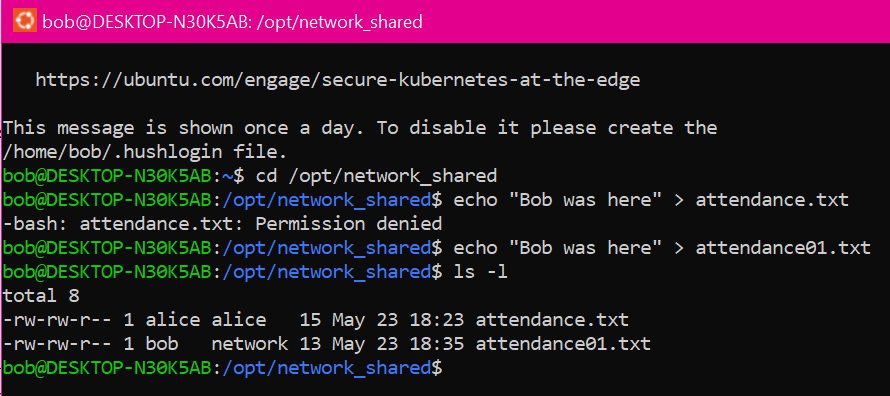 bob@DESKTOP-N30K5AB: /opt/network_shared
https://ubuntu.com/engage/secure-kubernetes-at-the-edge
This message is shown once a day. To disable it please create the
/home/bob/.hushlogin file.
bob@DESKTOP-N30K5AB:~$ cd /opt/network_shared
bob@DESKTOP-N30K5AB:/opt/network_shared$ echo "Bob was here" > attendance.txt
-bash: attendance.txt: Permission denied
bob@DESKTOP-N30K5AB:/opt/network_shared$ echo "Bob was here" > attendance01.txt
bob@DESKTOP-N30K5AB:/opt/network_shared$ ls -l
total 8
-rw-rw-r-- 1 alice alice   15 May 23 18:23 attendance.txt
-rw-rw-r-- 1 bob   network 13 May 23 18:35 attendance01.txt
bob@DESKTOP-N30K5AB:/opt/network_shared$